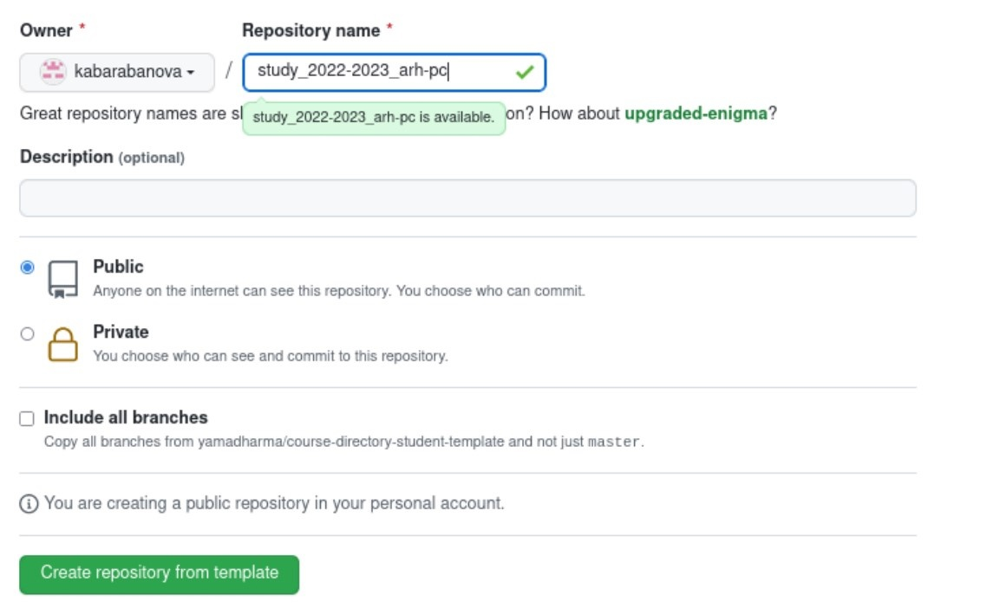 Owner * Repository name *
kabarabanova / study_2022-2023_arh-pc
Great repository names are on? How about upgraded-enigma?
study_2022-2023_arh-pc is available.
Description (optional)
Public
Anyone on the internet can see this repository. You choose who can commit.
Private
You choose who can see and commit to this repository.
Include all branches
Copy all branches from yamadharma/course-directory-student-template and not just master.
You are creating a public repository in your personal account.
Create repository from template